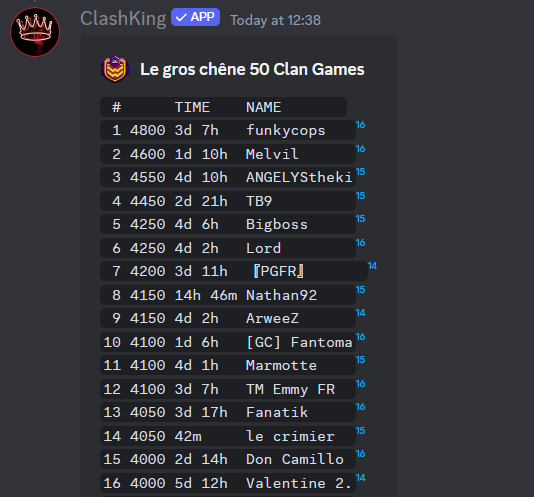 ClashKing ✓ APP Today at 12:38
Le gros chêne 50 Clan Games
# TIME NAME
1 4800 3d 7h funkycops 16
2 4600 1d 10h Melvil 16
3 4550 4d 10h ANGELYStheki 15
4 4450 2d 21h TB9 15
5 4250 4d 6h Bigboss 15
6 4250 4d 2h Lord 16
7 4200 3d 11h 『PGFR』 14
8 4150 14h 46m Nathan92 15
9 4150 4d 2h ArweeZ 14
10 4100 1d 6h [GC] Fantoma 16
11 4100 4d 1h Marmotte 15
12 4100 3d 7h TM Emmy FR 16
13 4050 3d 17h Fanatik 16
14 4050 42m le crimier 15
15 4000 2d 14h Don Camillo 16
16 4000 5d 12h Valentine 2. 14